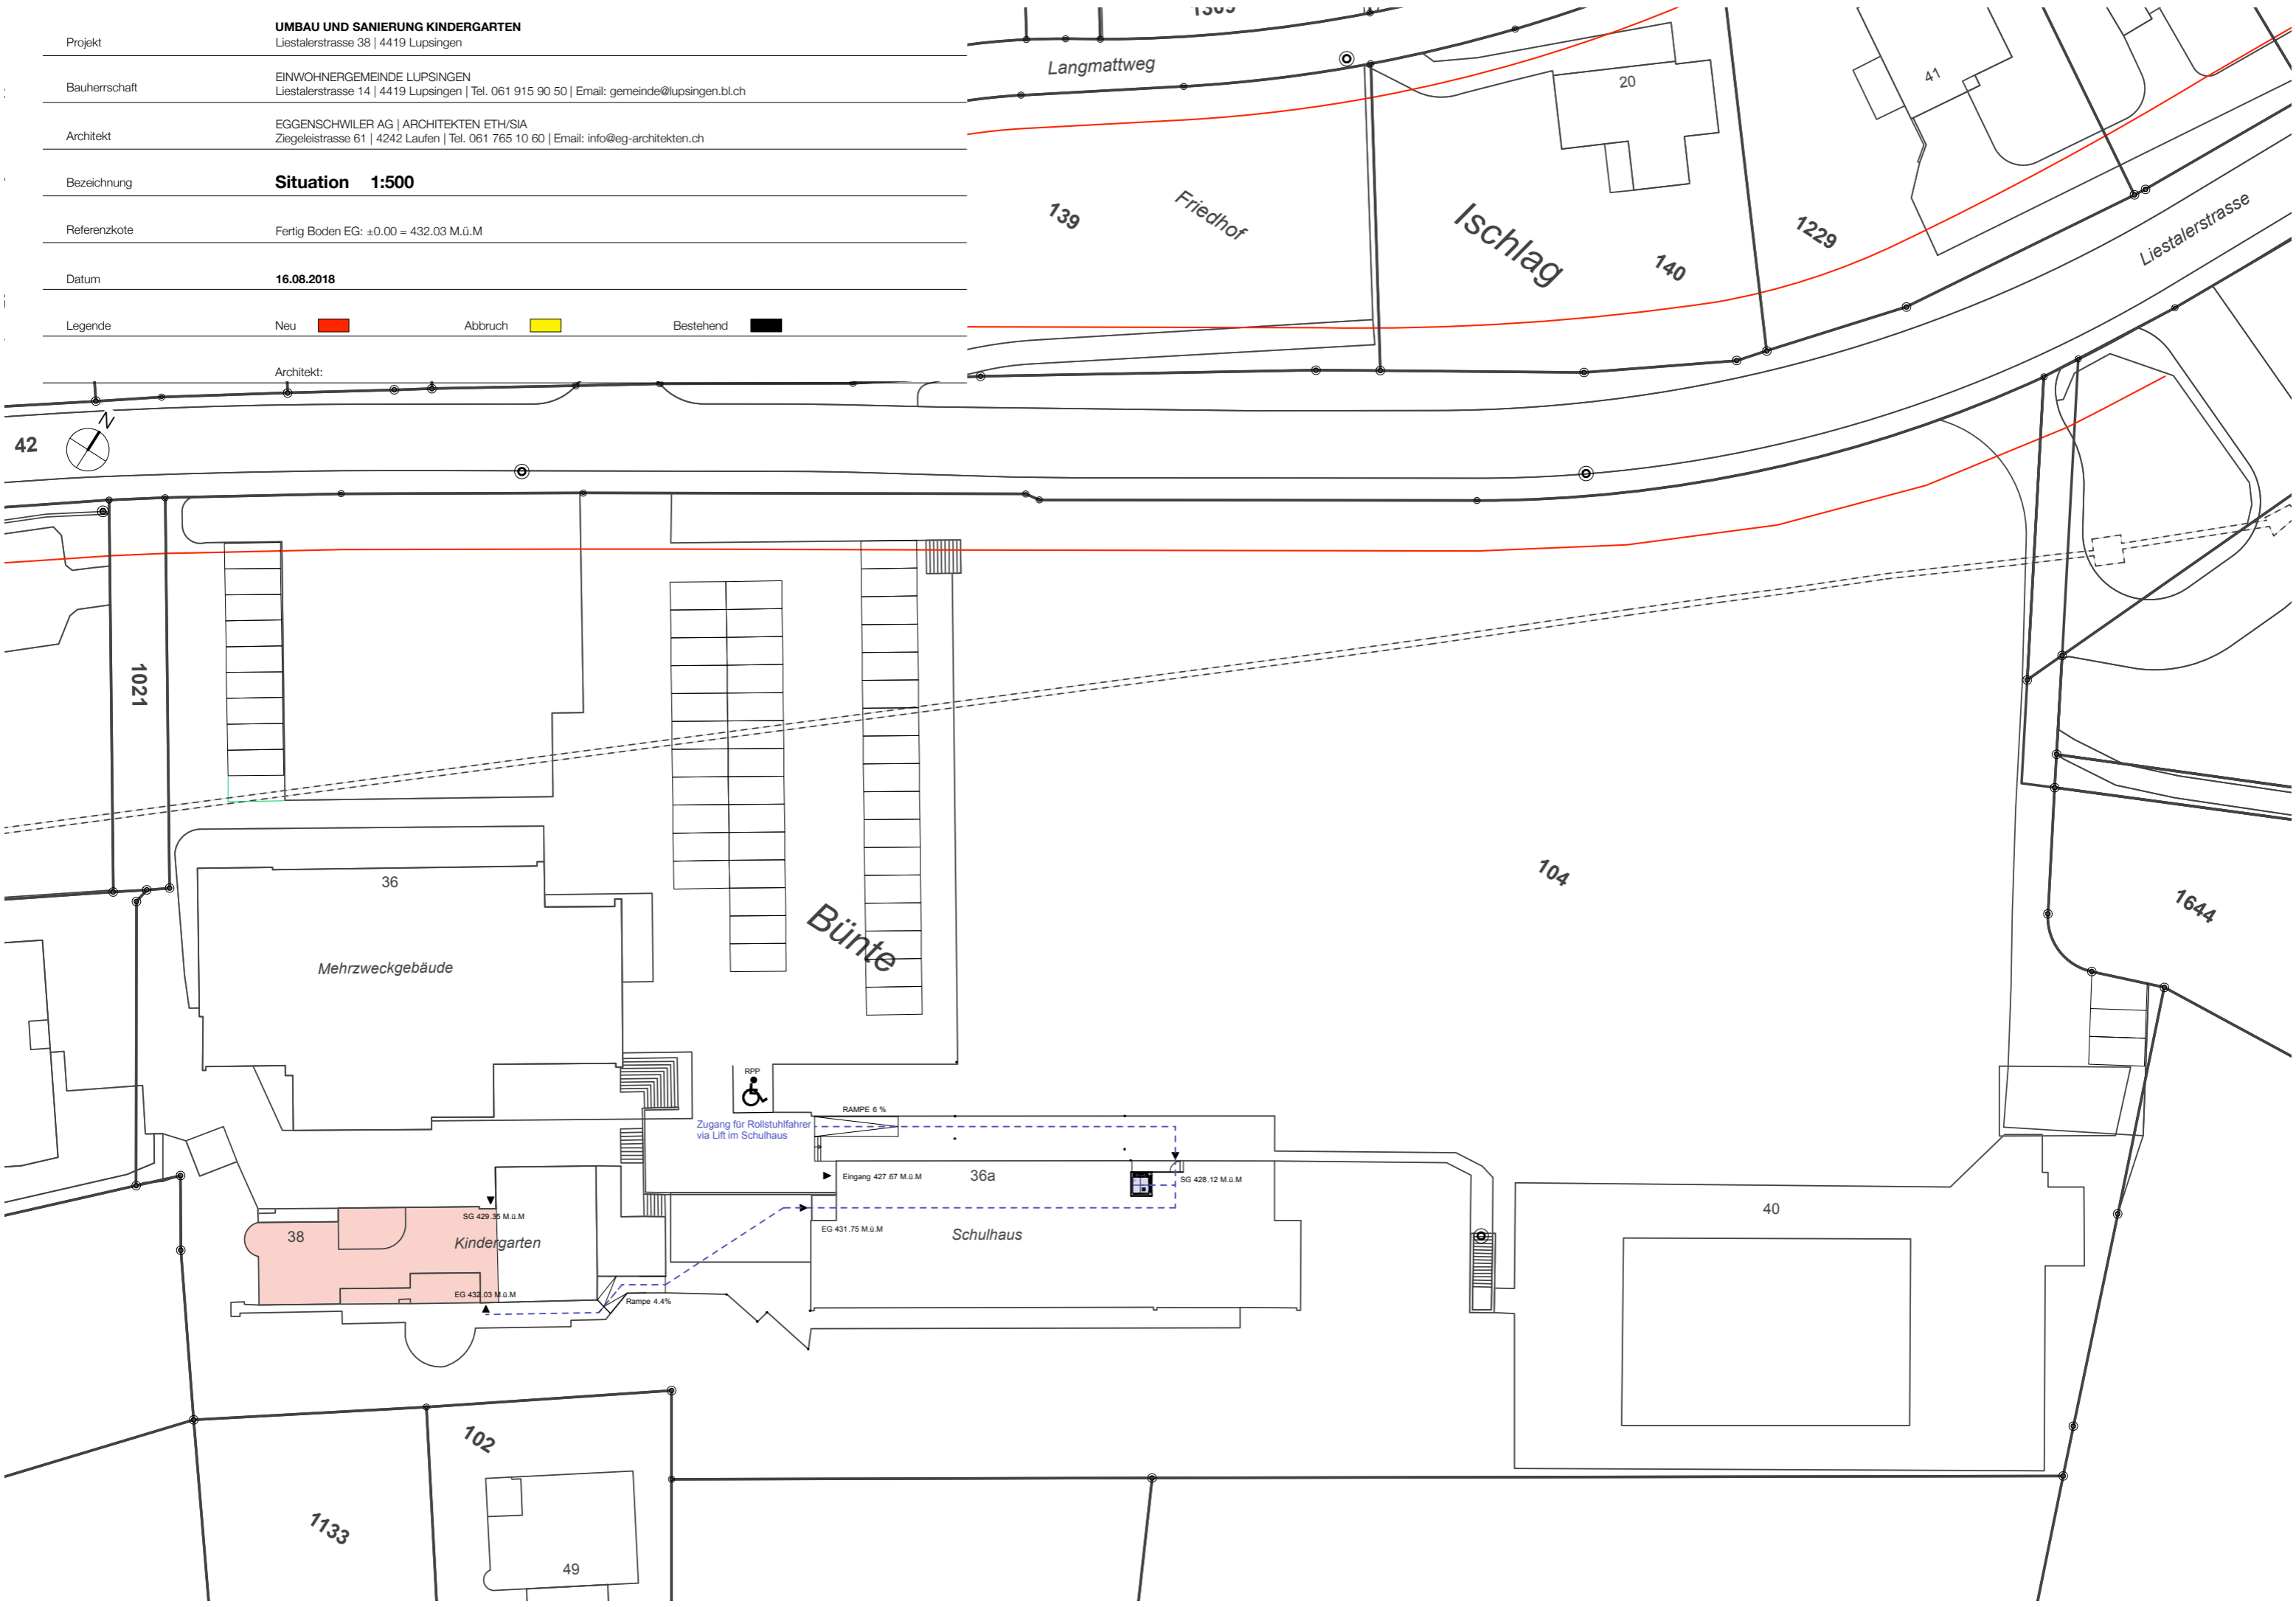 Projekt
UMBAU UND SANIERUNG KINDERGARTEN
Liestalerstrasse 38 | 4419 Lupsingen
Bauherrschaft
EINWOHNERGEMEINDE LUPSINGEN
Liestalerstrasse 14 | 4419 Lupsingen | Tel. 061 915 90 50 | Email: gemeinde@lupsingen.bl.ch
Architekt
EGGENSCHWILER AG | ARCHITEKTEN ETH/SIA
Ziegeleistrasse 61 | 4242 Laufen | Tel. 061 765 10 60 | Email: info@eg-architekten.ch
Bezeichnung
Situation 1:500
Referenzkote
Fertig Boden EG: ±0.00 = 432.03 M.ü.M
Datum
16.08.2018
Legende
Neu
Abbruch
Bestehend
Architekt:
Langmattweg
20
41
139
Friedhof
Ischlag
140
1229
Liestalerstrasse
42
N
1021
36
Mehrzweckgebäude
Bünte
104
1644
RPP
RAMPE 6 %
Zugang für Rollstuhlfahrer
via Lift im Schulhaus
Eingang 427.67 M.ü.M
36a
SG 428.12 M.ü.M
SG 429.35 M.ü.M
EG 431.75 M.ü.M
38
Kindergarten
Schulhaus
40
EG 432.03 M.ü.M
Rampe 4.4%
102
1133
49